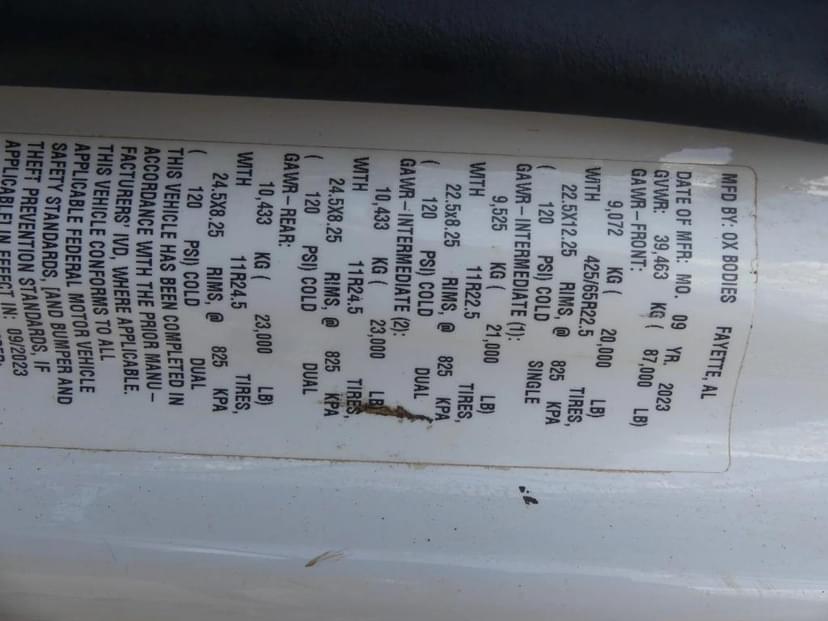 MFD BY: OX BODIES FAYETTE, AL
DATE OF MFR: MO. 09 YR. 2023
GVWR: 39,463 KG ( 87,000 LB)
GAWR-FRONT:
9,072 KG ( 20,000 LB)
WITH 425/65R22.5 TIRES,
22.5X12.25 RIMS, @ 825 KPA
( 120 PSI) COLD SINGLE
GAWR-INTERMEDIATE (1):
9,525 KG ( 21,000 LB)
WITH 11R22.5 TIRES,
22.5x8.25 RIMS, @ 825 KPA
( 120 PSI) COLD DUAL
GAWR-INTERMEDIATE (2):
10,433 KG ( 23,000 LB)
WITH 11R24.5 TIRES,
24.5X8.25 RIMS, @ 825 KPA
( 120 PSI) COLD DUAL
GAWR-REAR:
10,433 KG ( 23,000 LB)
WITH 11R24.5 TIRES,
24.5X8.25 RIMS, @ 825 KPA
( 120 PSI) COLD DUAL
THIS VEHICLE HAS BEEN COMPLETED IN
ACCORDANCE WITH THE PRIOR MANU-
FACTURERS' IVD, WHERE APPLICABLE.
THIS VEHICLE CONFORMS TO ALL
APPLICABLE FEDERAL MOTOR VEHICLE
SAFETY STANDARDS, [AND BUMPER AND
THEFT PREVENTION STANDARDS, IF
APPLICABLE] IN EFFECT IN: 09/2023